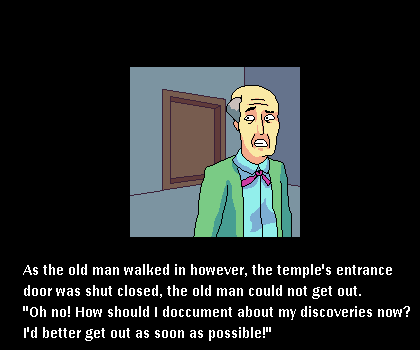 As the old man walked in however, the temple's entrance
door was shut closed, the old man could not get out.
"Oh no! How should I doccument about my discoveries now?
I'd better get out as soon as possible!"